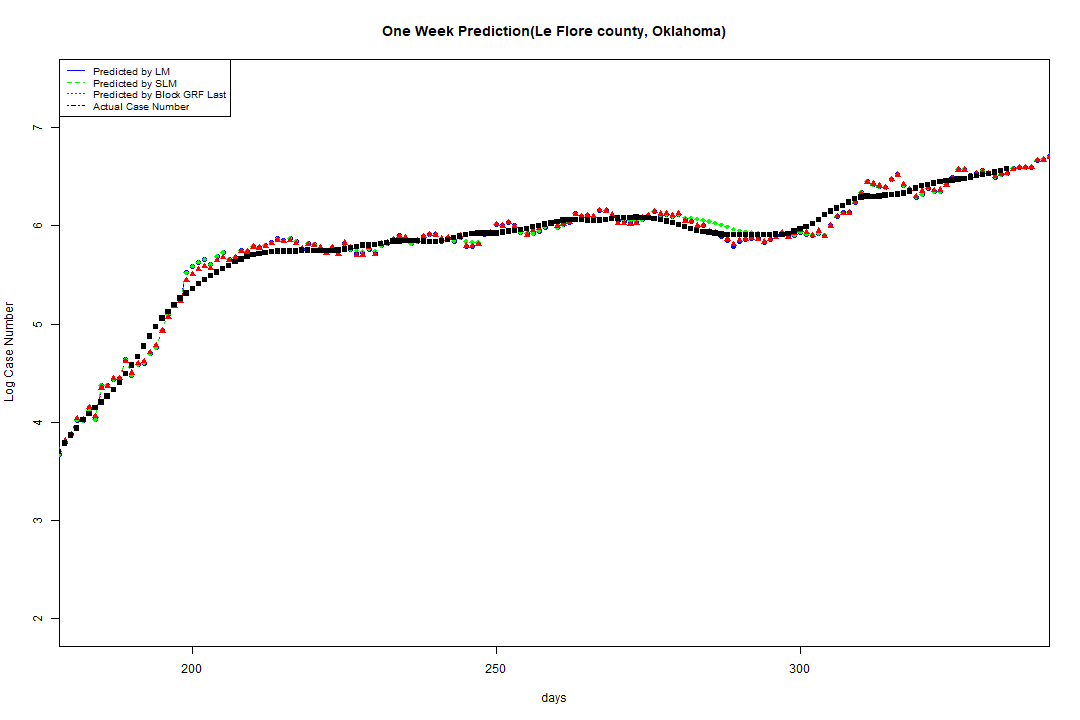 One Week Prediction(Le Flore county, Oklahoma)
Predicted by LM
Predicted by SLM
Predicted by Block GRF Last
Actual Case Number
7
6
5
4
3
2
Log Case Number
200 250 300
days